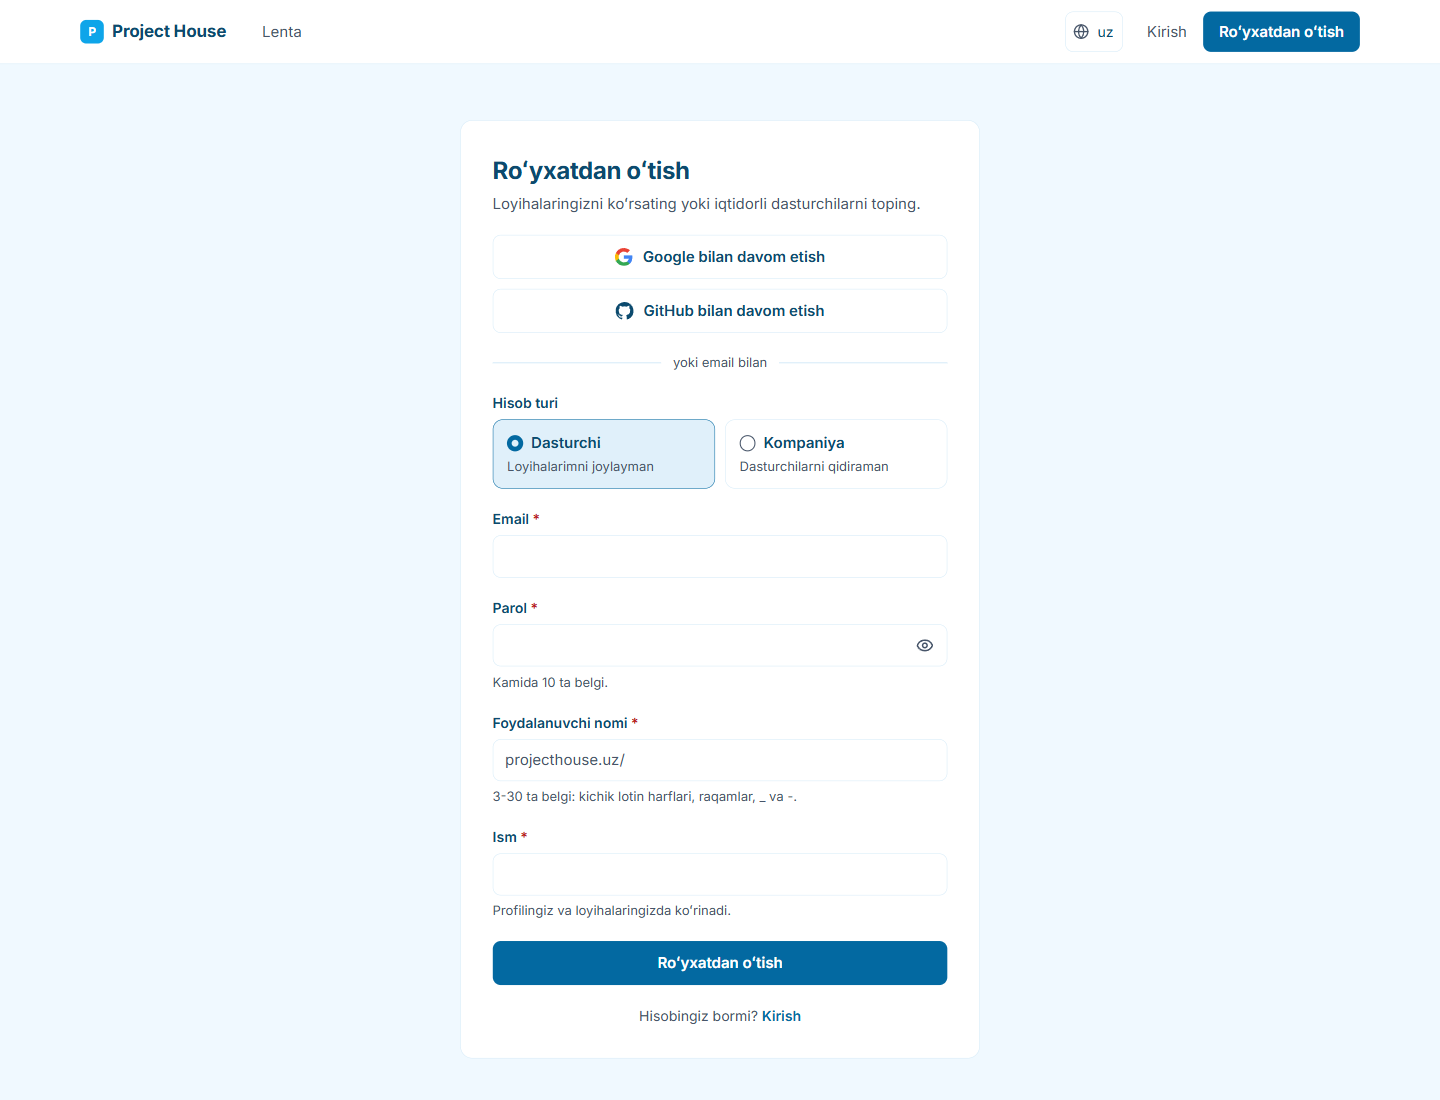 P Project House
Lenta
uz
Kirish
Roʻyxatdan oʻtish
Roʻyxatdan oʻtish
Loyihalaringizni koʻrsating yoki iqtidorli dasturchilarni toping.
Google bilan davom etish
GitHub bilan davom etish
yoki email bilan
Hisob turi
Dasturchi
Loyihalarimni joylayman
Kompaniya
Dasturchilarni qidiraman
Email *
Parol *
Kamida 10 ta belgi.
Foydalanuvchi nomi *
projecthouse.uz/
3-30 ta belgi: kichik lotin harflari, raqamlar, _ va -.
Ism *
Profilingiz va loyihalaringizda koʻrinadi.
Roʻyxatdan oʻtish
Hisobingiz bormi? Kirish